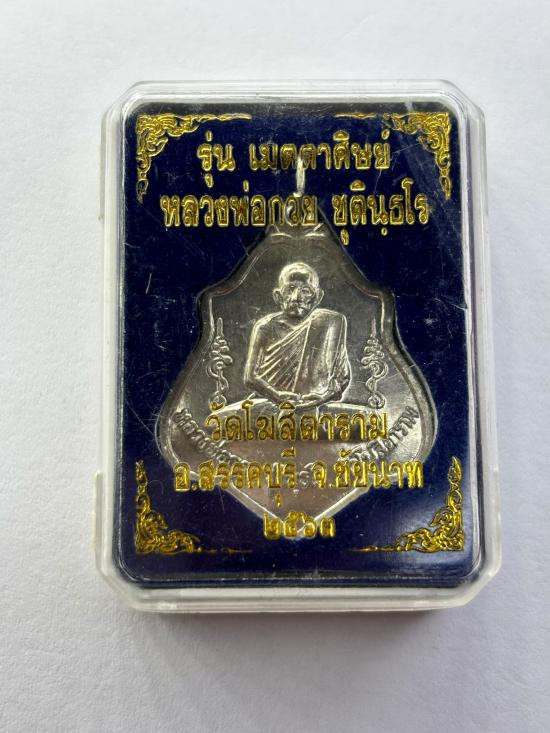 รุ่น เมตตาศิษย์
หลวงพ่อกวย ชุตินฺธโร
วัดโฆสิตาราม
อ.สรรคบุรี จ.ชัยนาท
๒๕๖๓